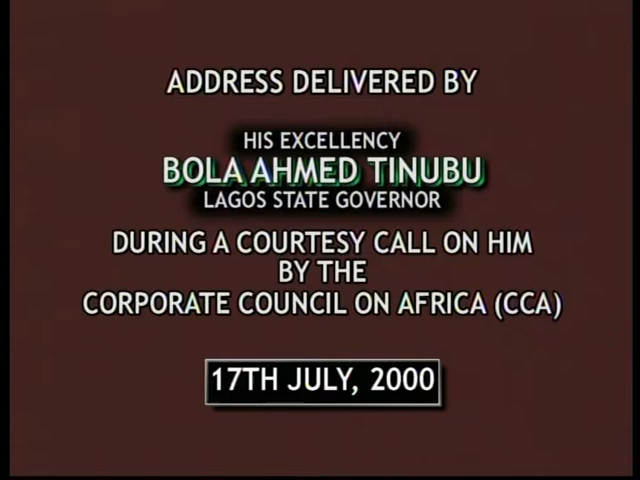 ADDRESS DELIVERED BY
HIS EXCELLENCY
BOLA AHMED TINUBU
LAGOS STATE GOVERNOR
DURING A COURTESY CALL ON HIM
BY THE
CORPORATE COUNCIL ON AFRICA (CCA)
17TH JULY, 2000